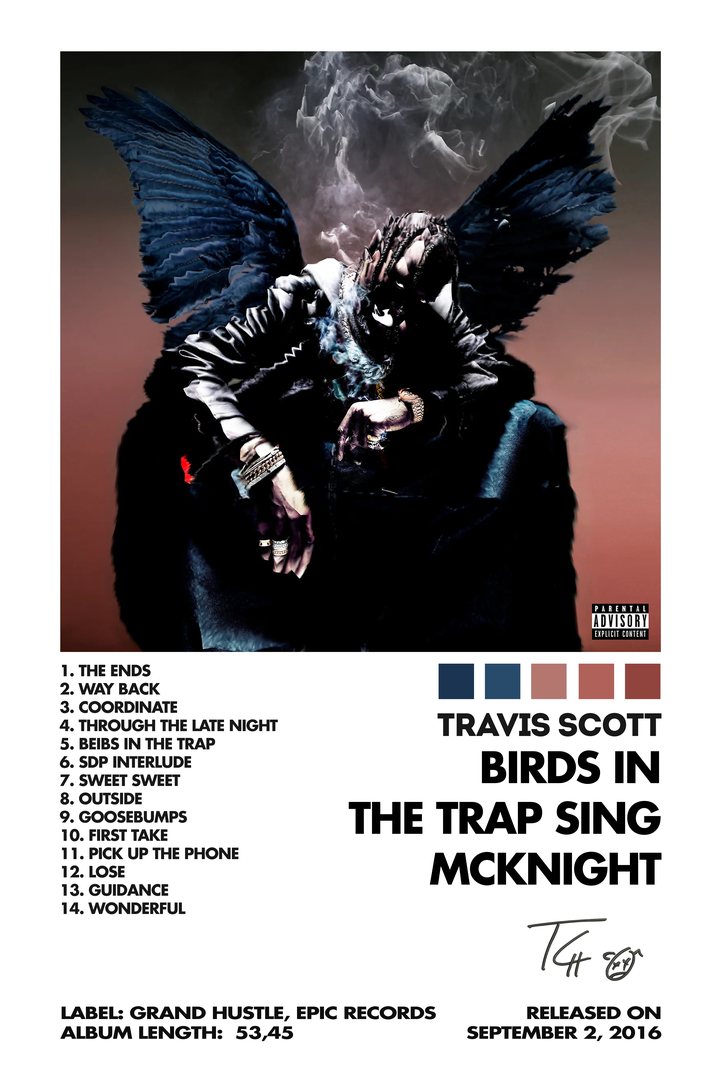 PARENTAL
ADVISORY
EXPLICIT CONTENT
1. THE ENDS
2. WAY BACK
3. COORDINATE
4. THROUGH THE LATE NIGHT
5. BEIBS IN THE TRAP
6. SDP INTERLUDE
7. SWEET SWEET
8. OUTSIDE
9. GOOSEBUMPS
10. FIRST TAKE
11. PICK UP THE PHONE
12. LOSE
13. GUIDANCE
14. WONDERFUL
TRAVIS SCOTT
BIRDS IN
THE TRAP SING
MCKNIGHT
LABEL: GRAND HUSTLE, EPIC RECORDS
ALBUM LENGTH: 53,45
RELEASED ON
SEPTEMBER 2, 2016